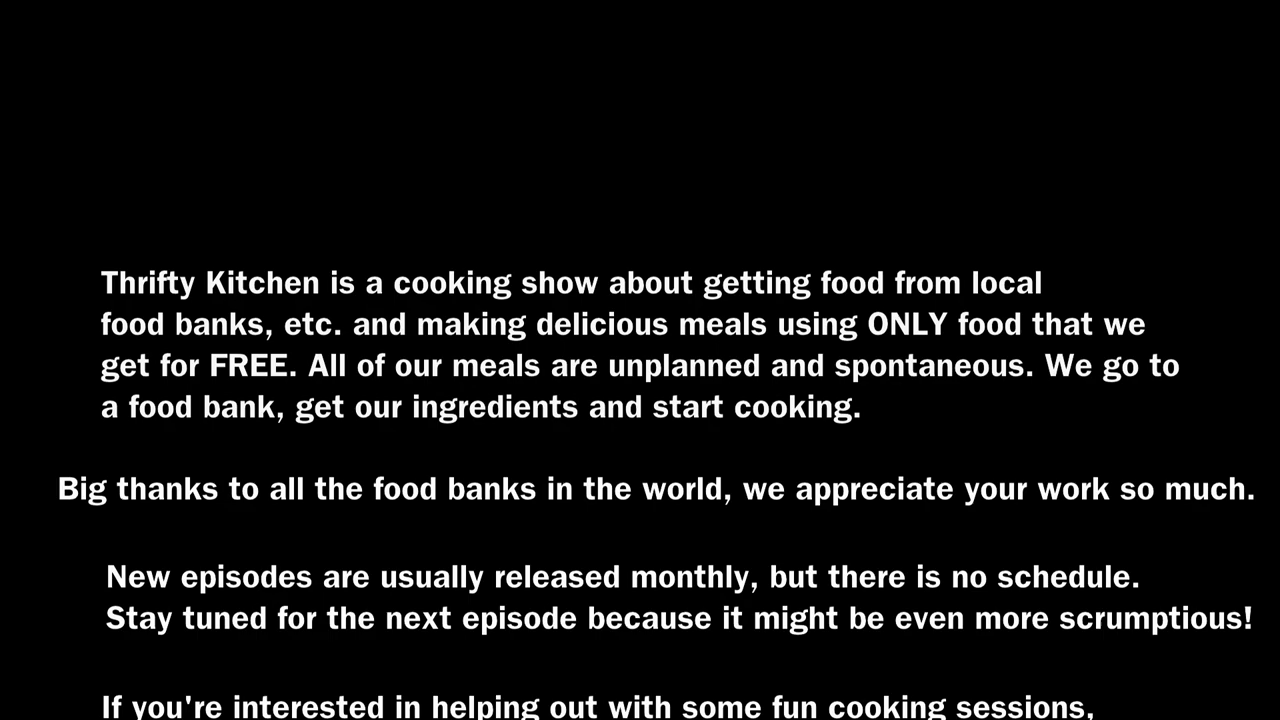 Thrifty Kitchen is a cooking show about getting food from local
food banks, etc. and making delicious meals using ONLY food that we
get for FREE. All of our meals are unplanned and spontaneous. We go to
a food bank, get our ingredients and start cooking.
Big thanks to all the food banks in the world, we appreciate your work so much.
New episodes are usually released monthly, but there is no schedule.
Stay tuned for the next episode because it might be even more scrumptious!
If you're interested in helping out with some fun cooking sessions,